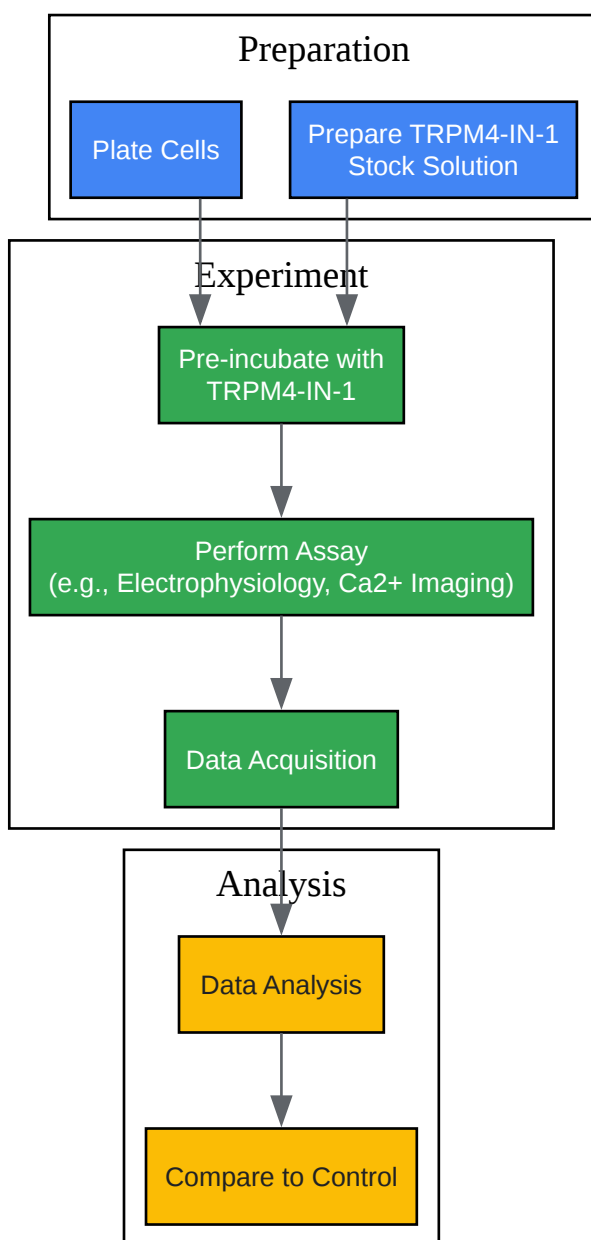 Preparation
Plate Cells
Prepare TRPM4-IN-1
Stock Solution
Experiment
Pre-incubate with
TRPM4-IN-1
Perform Assay
(e.g., Electrophysiology, Ca2+ Imaging)
Data Acquisition
Analysis
Data Analysis
Compare to Control